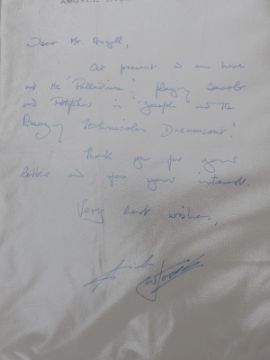 Dear Mr. Argyll,
At present I am here
at the 'Palladium' playing Jacob
and Potiphar in 'Joseph and the
Amazing Technicolor Dreamcoat'!
Thank you for your
letter and for your interest.
Very best wishes,